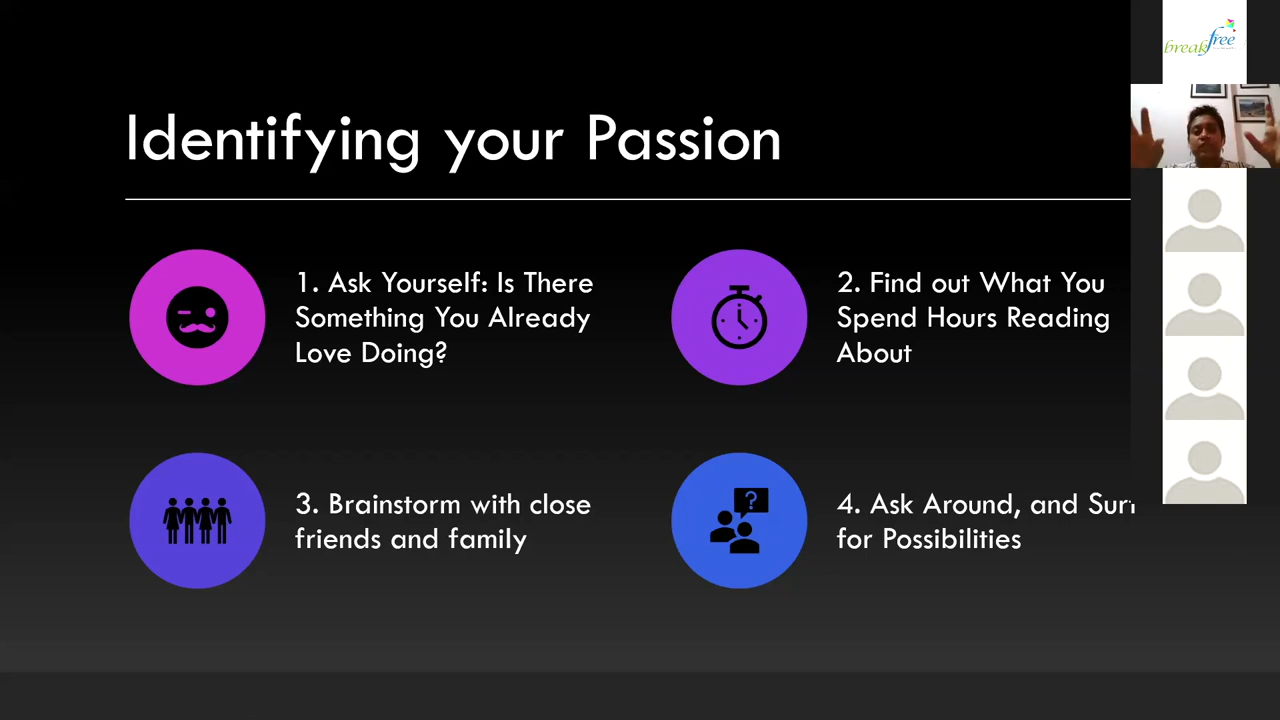 breakfree
Identifying your Passion
1. Ask Yourself: Is There
Something You Already
Love Doing?
2. Find out What You
Spend Hours Reading
About
3. Brainstorm with close
friends and family
?
4. Ask Around, and Surf
for Possibilities